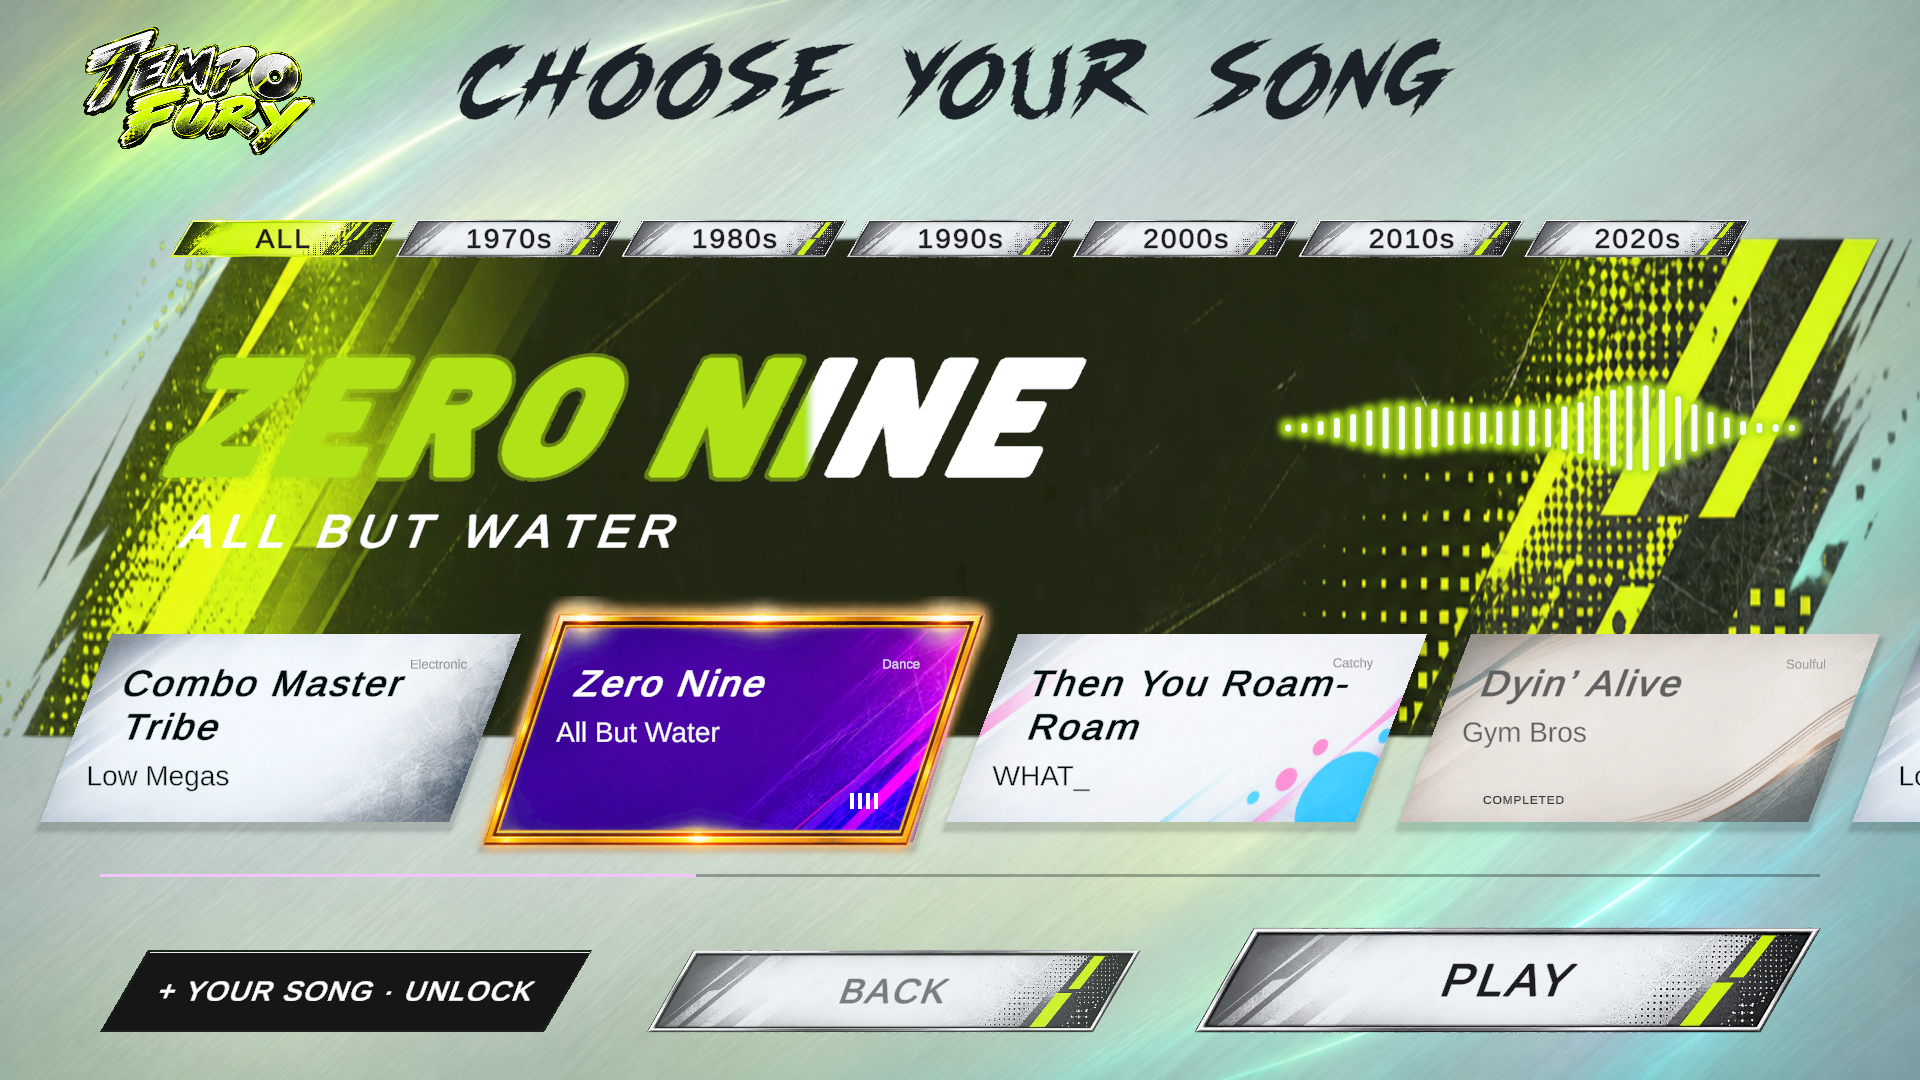 TEMPO
FURY
CHOOSE YOUR SONG
ALL
1970s
1980s
1990s
2000s
2010s
2020s
ZERO NINE
ALL BUT WATER
Combo Master
Tribe
Electronic
Low Megas
Zero Nine
Dance
All But Water
Then You Roam-
Roam
Catchy
WHAT_
Dyin’ Alive
Soulful
Gym Bros
COMPLETED
+ YOUR SONG · UNLOCK
BACK
PLAY